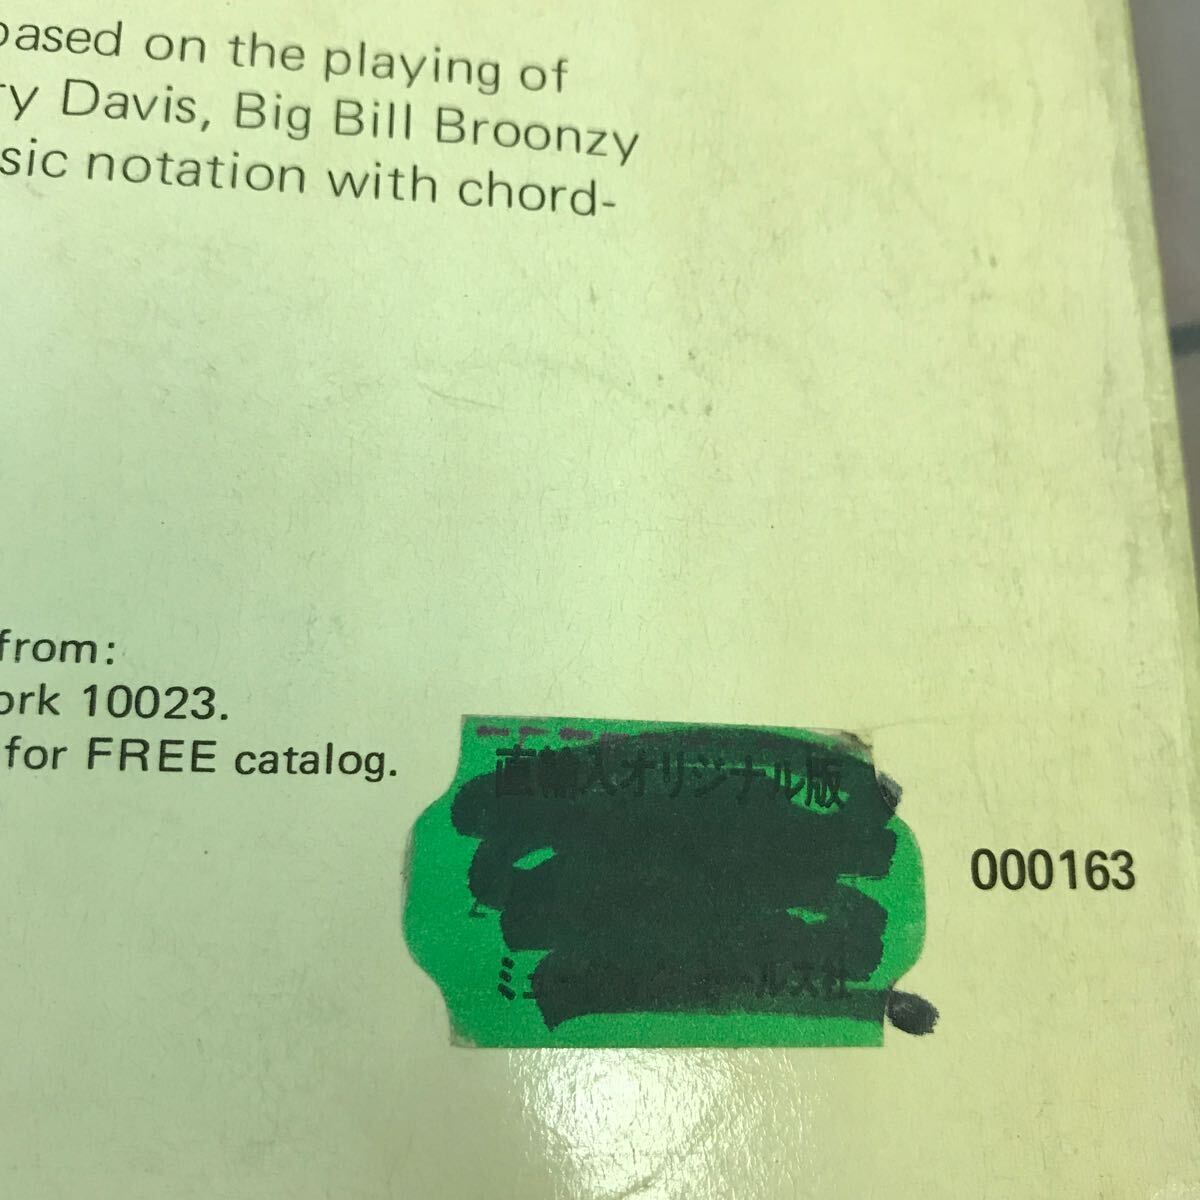 based on the playing of
ry Davis, Big Bill Broonzy
sic notation with chord-
from:
ork 10023.
for FREE catalog.
直輸入オリジナル版
000163